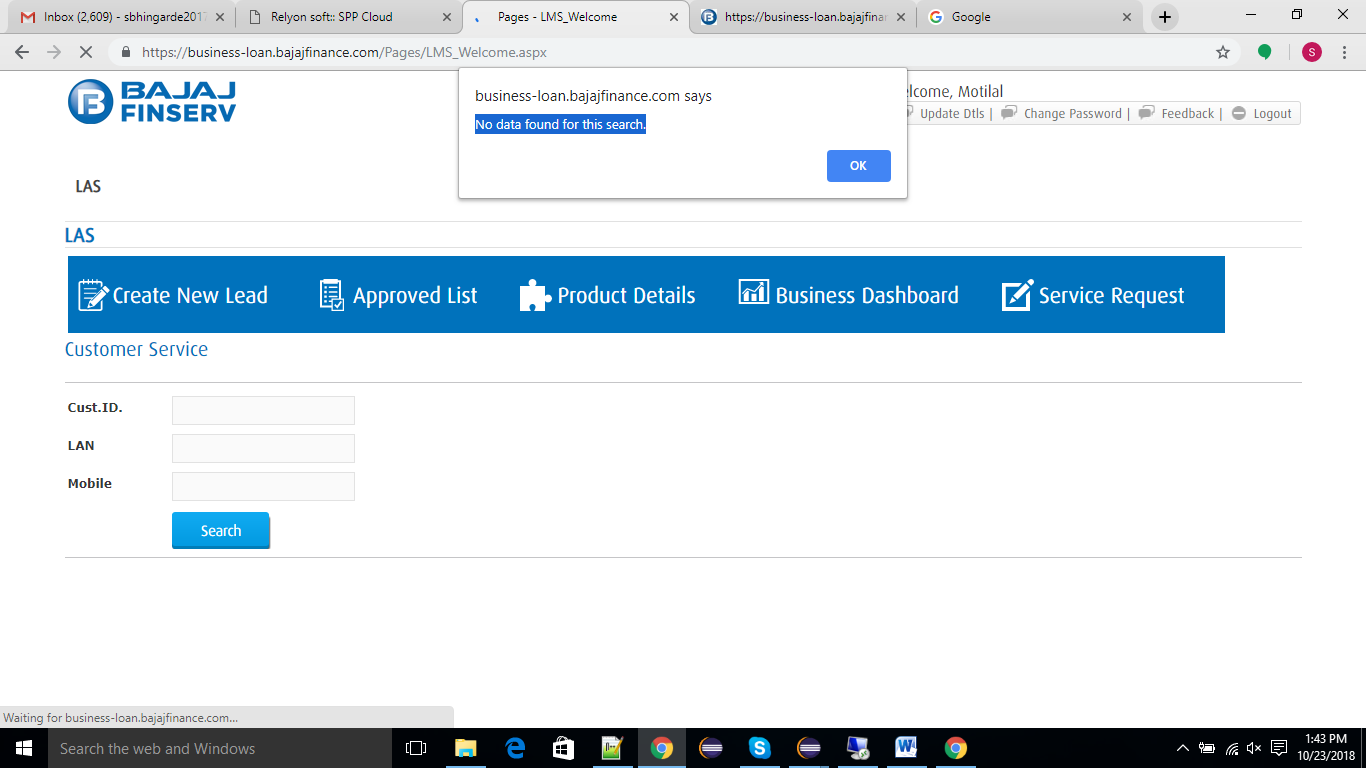 Inbox (2,609) - sbhingarde2017
Relyon soft:: SPP Cloud
Pages - LMS_Welcome
https://business-loan.bajajfinan
Google
https://business-loan.bajajfinance.com/Pages/LMS_Welcome.aspx
S
BAJAJ
FINSERV
business-loan.bajajfinance.com says
No data found for this search.
OK
elcome, Motilal
Update Dtls | Change Password | Feedback | Logout
LAS
LAS
Create New Lead
Approved List
Product Details
Business Dashboard
Service Request
Customer Service
Cust.ID.
LAN
Mobile
Search
Waiting for business-loan.bajajfinance.com...
Search the web and Windows
1:43 PM
10/23/2018